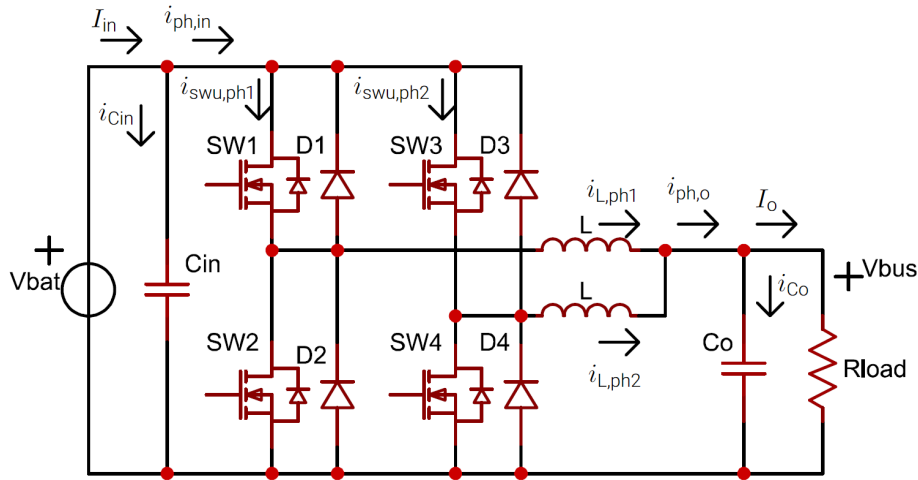 I_in
i_ph,in
i_Cin
i_swu,ph1
i_swu,ph2
SW1
D1
SW3
D3
i_L,ph1
i_ph,o
I_o
L
+
Vbat
Cin
+
Vbus
L
i_Co
SW2
D2
SW4
D4
i_L,ph2
Co
Rload